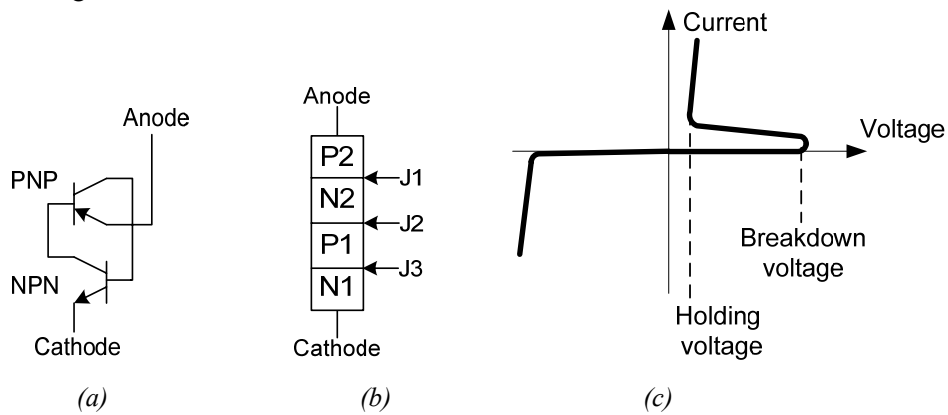 Anode
PNP
NPN
Cathode
(a)
Anode
P2
J1
N2
J2
P1
J3
N1
Cathode
(b)
Current
Voltage
Breakdown
voltage
Holding
voltage
(c)